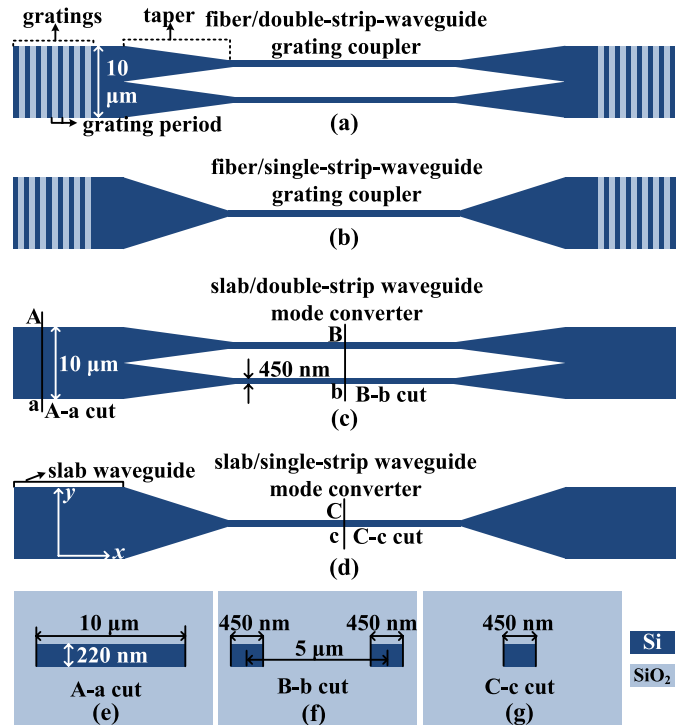 gratings
taper
fiber/double-strip-waveguide
grating coupler
10
μm
grating period
(a)
fiber/single-strip-waveguide
grating coupler
(b)
slab/double-strip waveguide
mode converter
A
B
10 μm
450 nm
a
A-a cut
b
B-b cut
(c)
slab waveguide
slab/single-strip waveguide
mode converter
y
C
c
C-c cut
x
(d)
10 μm
450 nm
450 nm
450 nm
220 nm
5 μm
Si
A-a cut
B-b cut
C-c cut
SiO₂
(e)
(f)
(g)